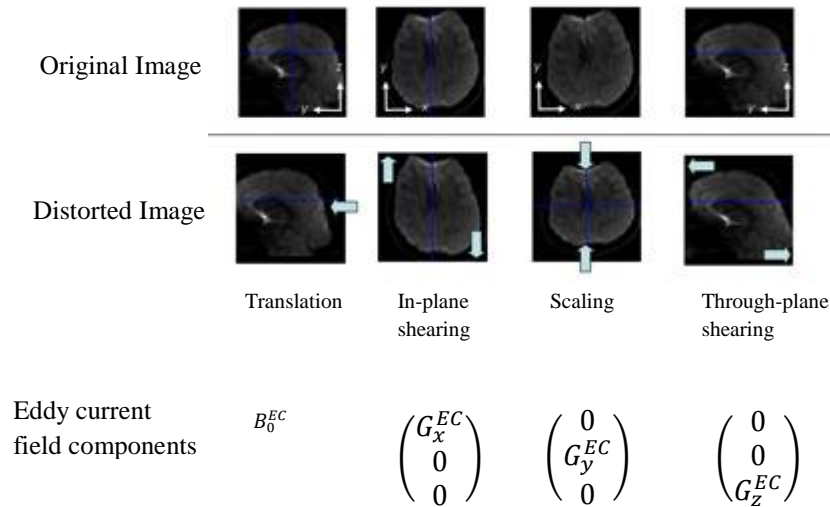 Original Image
y z
y x
y x
y z
Distorted Image
Translation
In-plane
shearing
Scaling
Through-plane
shearing
Eddy current
field components
B_0^{EC}
G_x^{EC}
0
0
0
G_y^{EC}
0
0
0
G_z^{EC}